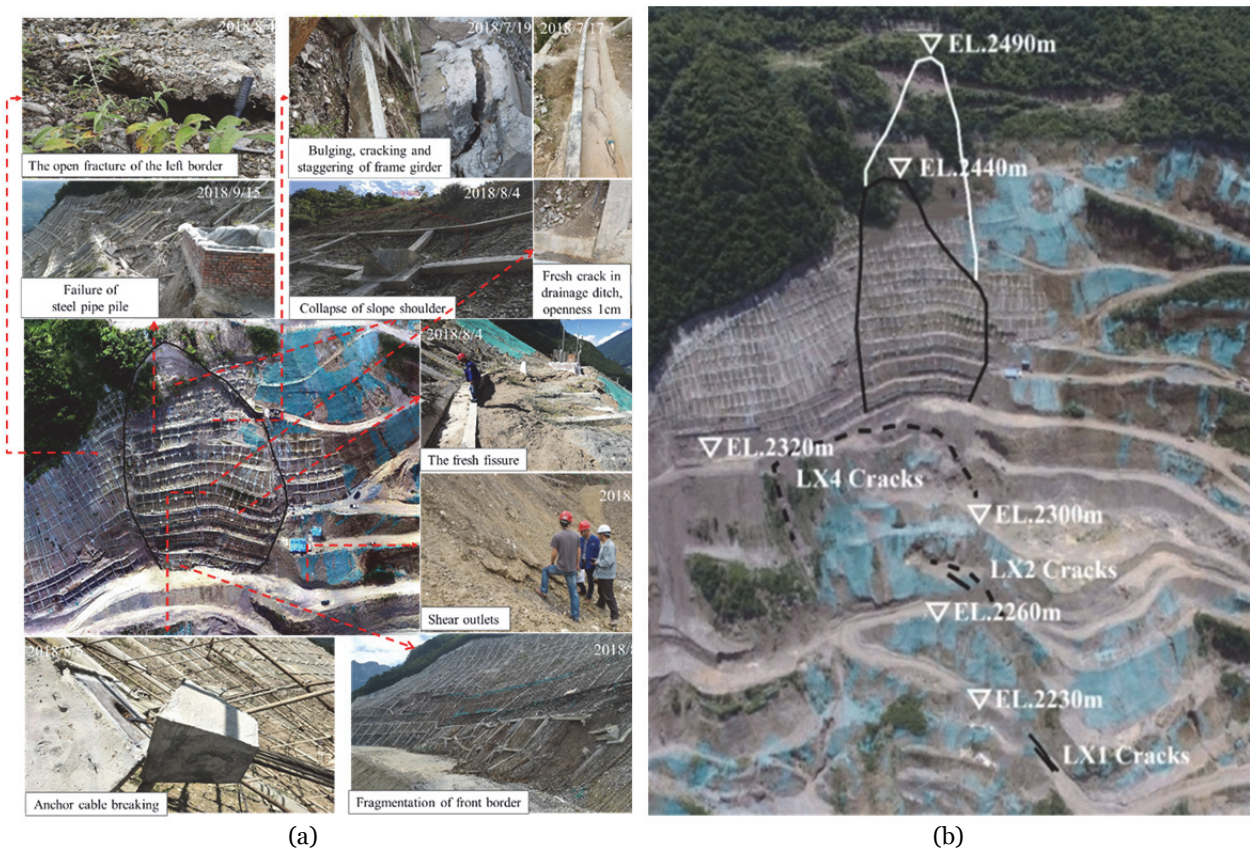 2018/8/4
The open fracture of the left border
2018/7/19
Bulging, cracking and
staggering of frame girder
2018/7/17
2018/9/15
Failure of
steel pipe pile
2018/8/4
Collapse of slope shoulder
Fresh crack in
drainage ditch,
openness 1cm
2018/8/4
The fresh fissure
2018/
Shear outlets
2018/8/5
Anchor cable breaking
2018/8
Fragmentation of front border
(a)
EL.2490m
EL.2440m
EL.2320m
LX4 Cracks
EL.2300m
LX2 Cracks
EL.2260m
EL.2230m
LX1 Cracks
(b)